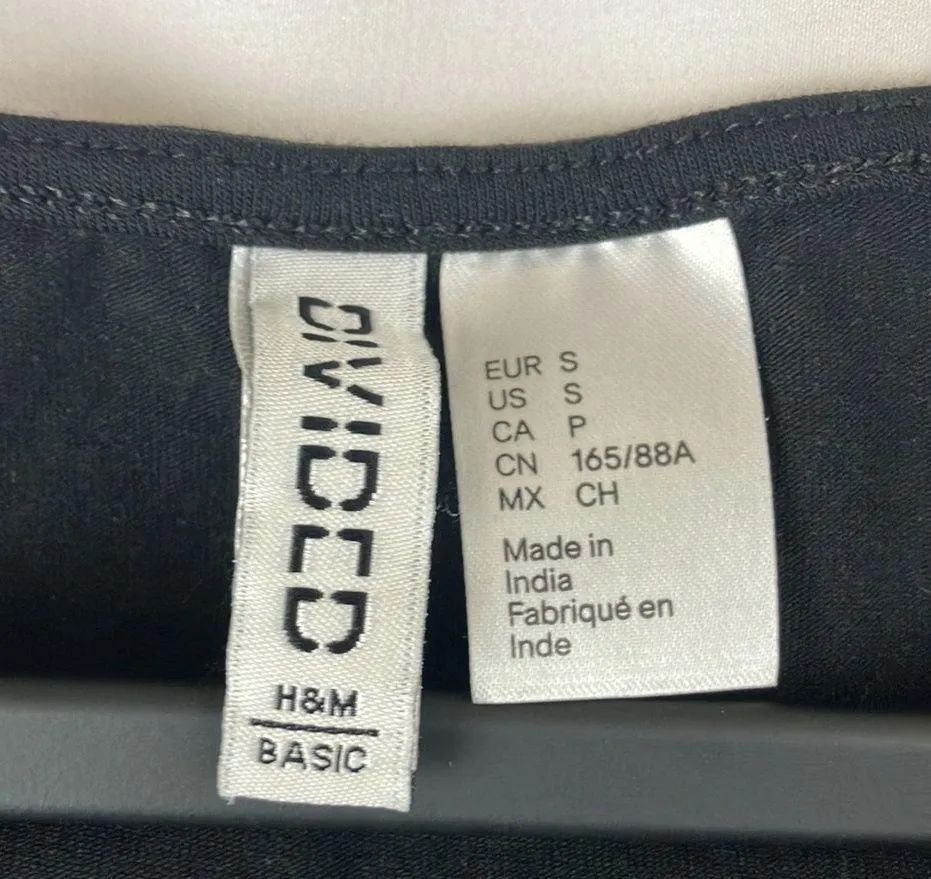 DIVIDED
H&M
BASIC
EUR S
US S
CA P
CN 165/88A
MX CH
Made in
India
Fabriqué en
Inde